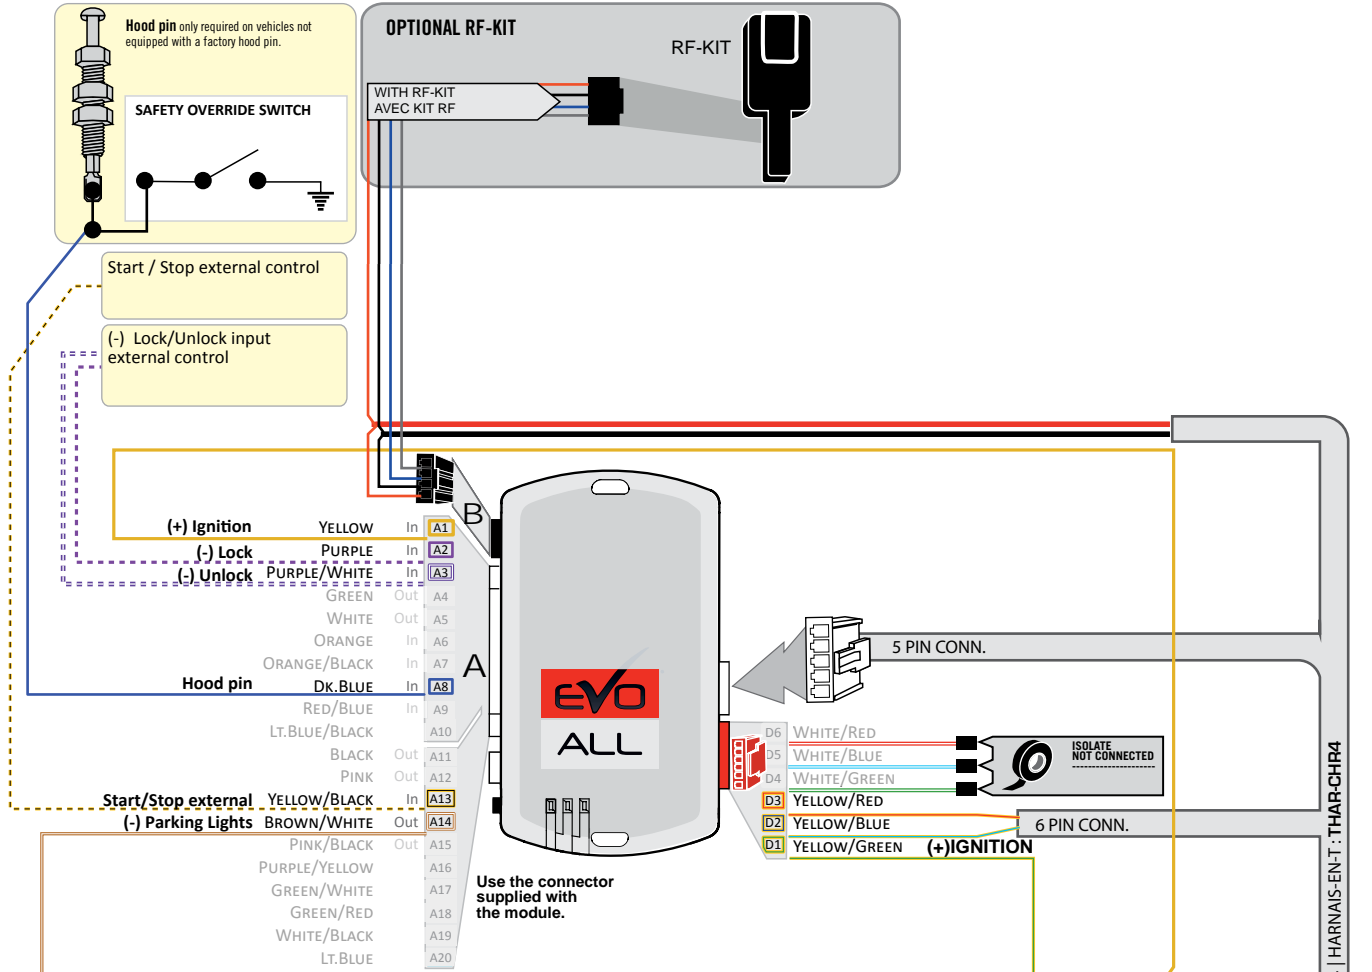 Hood pin only required on vehicles not
equipped with a factory hood pin.
SAFETY OVERRIDE SWITCH
OPTIONAL RF-KIT
RF-KIT
WITH RF-KIT
AVEC KIT RF
Start / Stop external control
(-) Lock/Unlock input
external control
B
A
(+) Ignition YELLOW In A1
(-) Lock PURPLE In A2
(-) Unlock PURPLE/WHITE In A3
GREEN Out A4
WHITE Out A5
ORANGE In A6
ORANGE/BLACK In A7
Hood pin DK.BLUE In A8
RED/BLUE In A9
LT.BLUE/BLACK A10
BLACK Out A11
PINK Out A12
Start/Stop external YELLOW/BLACK In A13
(-) Parking Lights BROWN/WHITE Out A14
PINK/BLACK Out A15
PURPLE/YELLOW A16
GREEN/WHITE A17
GREEN/RED A18
WHITE/BLACK A19
LT.BLUE A20
EVO
ALL
Use the connector
supplied with
the module.
5 PIN CONN.
D6 WHITE/RED
D5 WHITE/BLUE
D4 WHITE/GREEN
D3 YELLOW/RED
D2 YELLOW/BLUE
D1 YELLOW/GREEN (+)IGNITION
ISOLATE
NOT CONNECTED
6 PIN CONN.
| HARNAIS-EN-T : THAR-CHR4